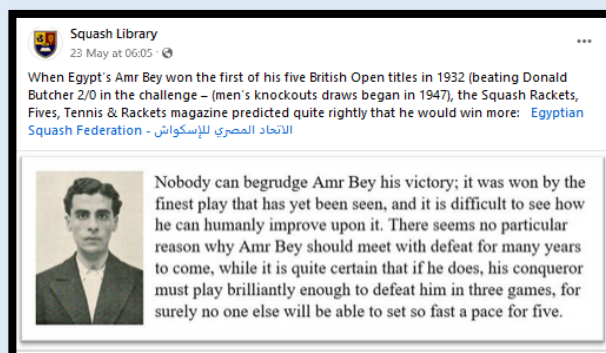 Squash Library
23 May at 06:05 ·
When Egypt's Amr Bey won the first of his five British Open titles in 1932 (beating Donald
Butcher 2/0 in the challenge – (men's knockouts draws began in 1947), the Squash Rackets,
Fives, Tennis & Rackets magazine predicted quite rightly that he would win more: Egyptian
Squash Federation - الاتحاد المصري للإسكواش
Nobody can begrudge Amr Bey his victory; it was won by the
finest play that has yet been seen, and it is difficult to see how
he can humanly improve upon it. There seems no particular
reason why Amr Bey should meet with defeat for many years
to come, while it is quite certain that if he does, his conqueror
must play brilliantly enough to defeat him in three games, for
surely no one else will be able to set so fast a pace for five.